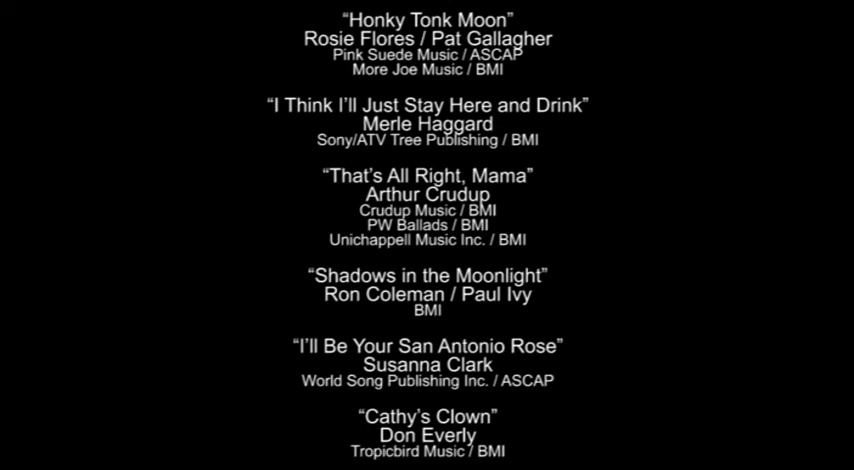 “Honky Tonk Moon”
Rosie Flores / Pat Gallagher
Pink Suede Music / ASCAP
More Joe Music / BMI
“I Think I’ll Just Stay Here and Drink”
Merle Haggard
Sony/ATV Tree Publishing / BMI
“That’s All Right, Mama”
Arthur Crudup
Crudup Music / BMI
PW Ballads / BMI
Unichappell Music Inc. / BMI
“Shadows in the Moonlight”
Ron Coleman / Paul Ivy
BMI
“I’ll Be Your San Antonio Rose”
Susanna Clark
World Song Publishing Inc. / ASCAP
“Cathy’s Clown”
Don Everly
Tropicbird Music / BMI